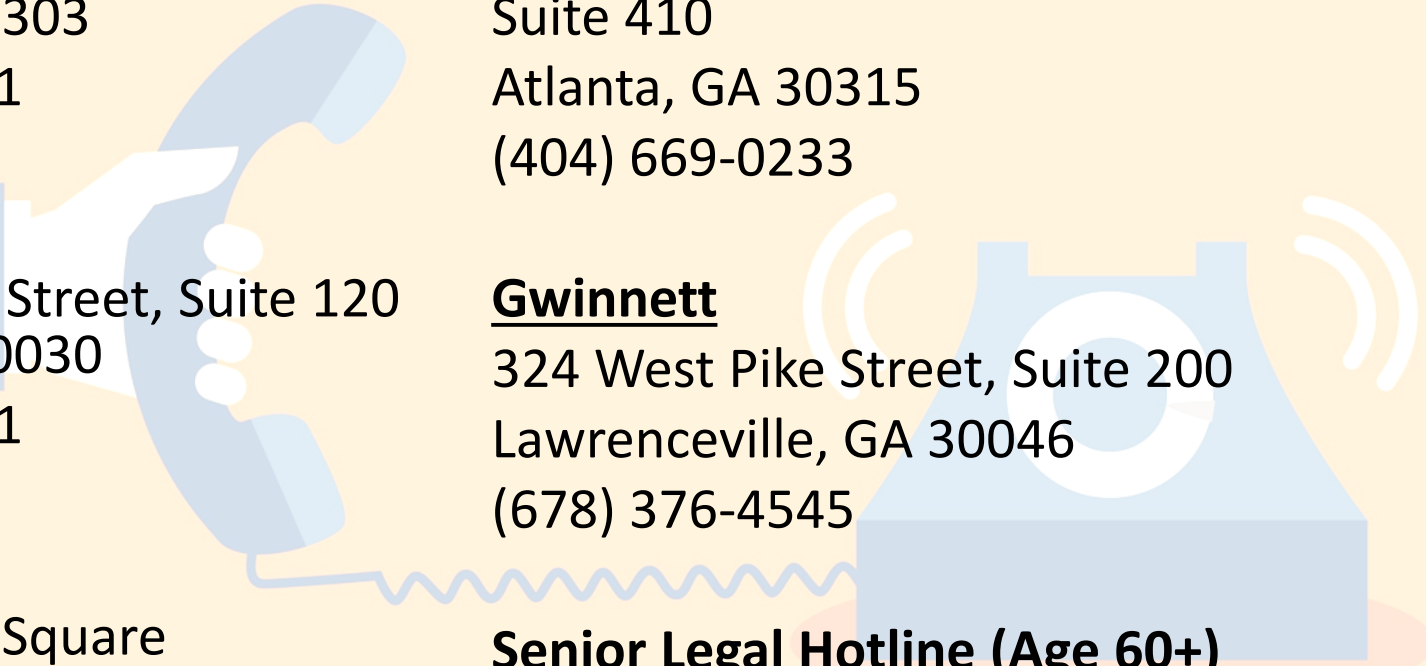 303
1
Street, Suite 120
0030
1
Square
Suite 410
Atlanta, GA 30315
(404) 669-0233
Gwinnett
324 West Pike Street, Suite 200
Lawrenceville, GA 30046
(678) 376-4545
Senior Legal Hotline (Age 60+)